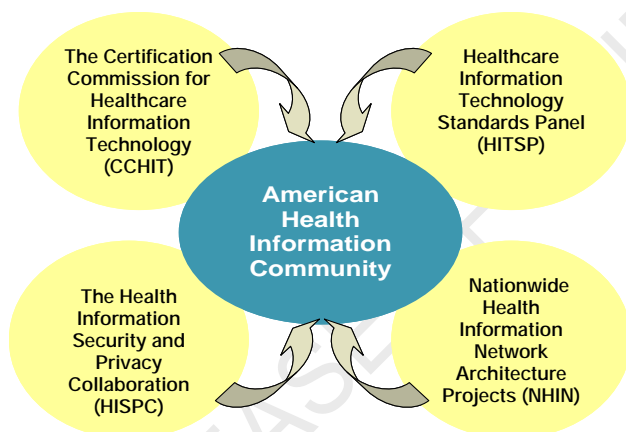 The Certification
Commission for
Healthcare
Information
Technology
(CCHIT)
Healthcare
Information
Technology
Standards Panel
(HITSP)
American
Health
Information
Community
The Health
Information
Security and
Privacy
Collaboration
(HISPC)
Nationwide
Health
Information
Network
Architecture
Projects (NHIN)